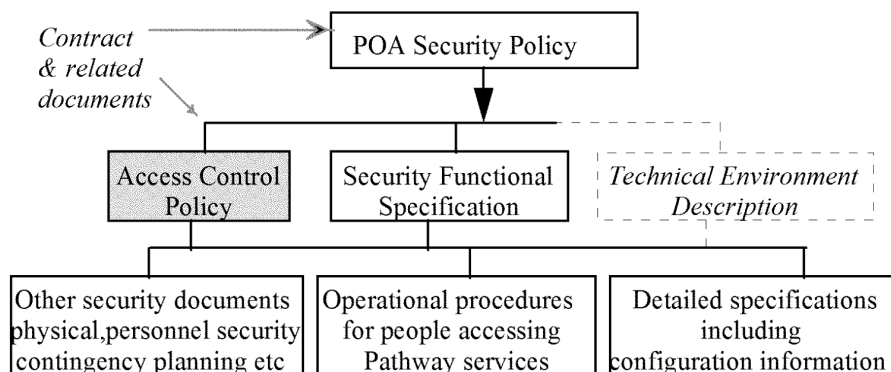 Contract
& related
documents
POA Security Policy
Access Control
Policy
Security Functional
Specification
Technical Environment
Description
Other security documents
physical,personnel security
contingency planning etc
Operational procedures
for people accessing
Pathway services
Detailed specifications
including
configuration information